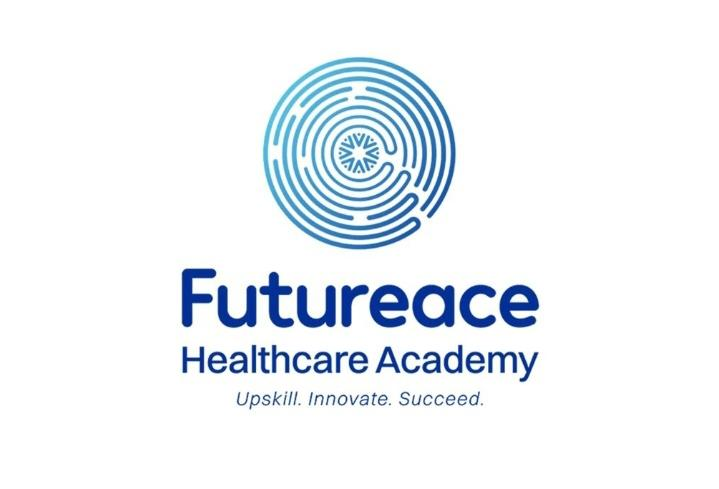 Futureace
Healthcare Academy
Upskill. Innovate. Succeed.